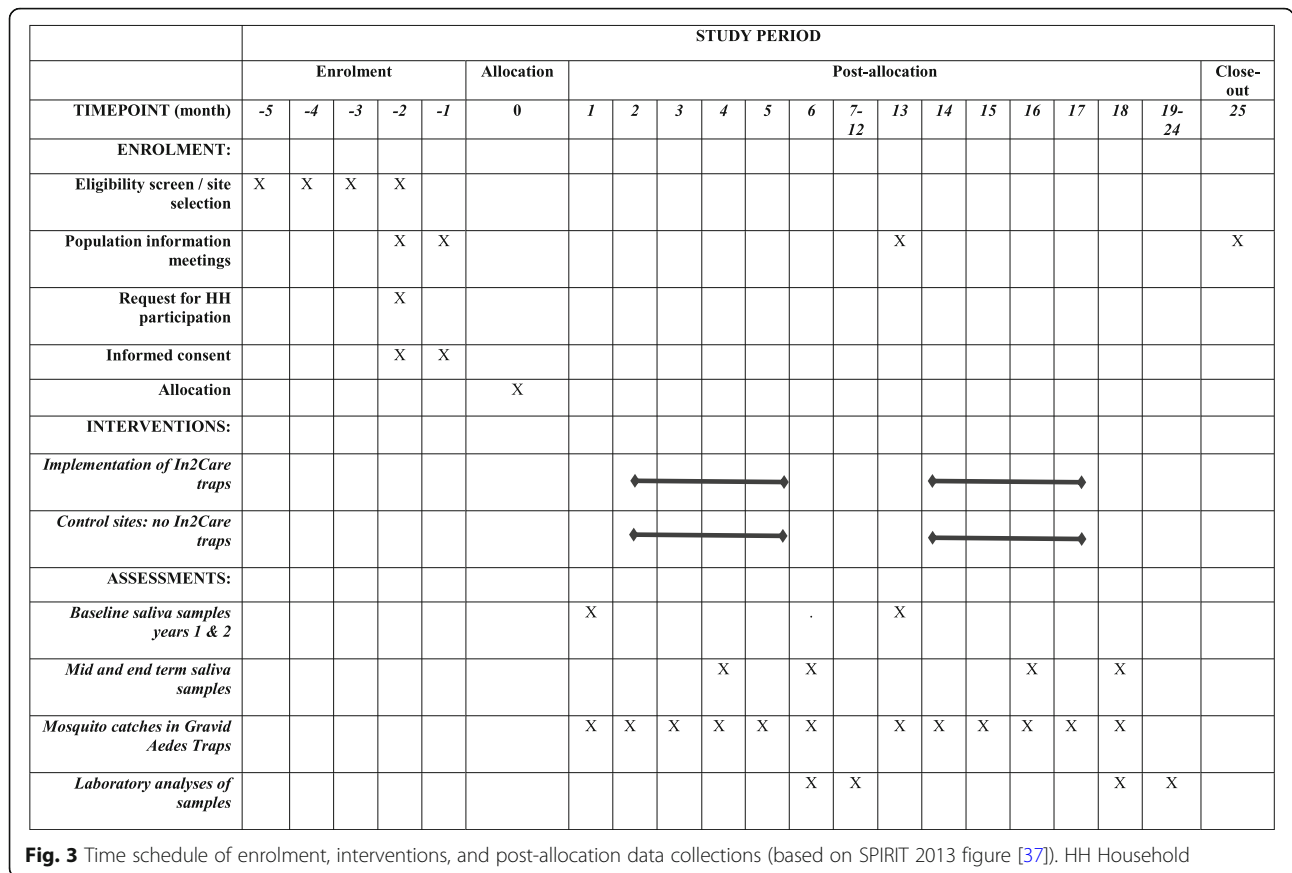 STUDY PERIOD
Enrolment Allocation Post-allocation Close-
out
TIMEPOINT (month) -5 -4 -3 -2 -1 0 1 2 3 4 5 6 7- 13 14 15 16 17 18 19- 25
12 24
ENROLMENT:
Eligibility screen / site X X X X
selection
Population information X X X X
meetings
Request for HH X
participation
Informed consent X X
Allocation X
INTERVENTIONS:
Implementation of In2Care
traps
Control sites: no In2Care
traps
ASSESSMENTS:
Baseline saliva samples X . X
years 1 & 2
Mid and end term saliva X X X X
samples
Mosquito catches in Gravid X X X X X X X X X X X X
Aedes Traps
Laboratory analyses of X X X X
samples
Fig. 3 Time schedule of enrolment, interventions, and post-allocation data collections (based on SPIRIT 2013 figure [37]). HH Household